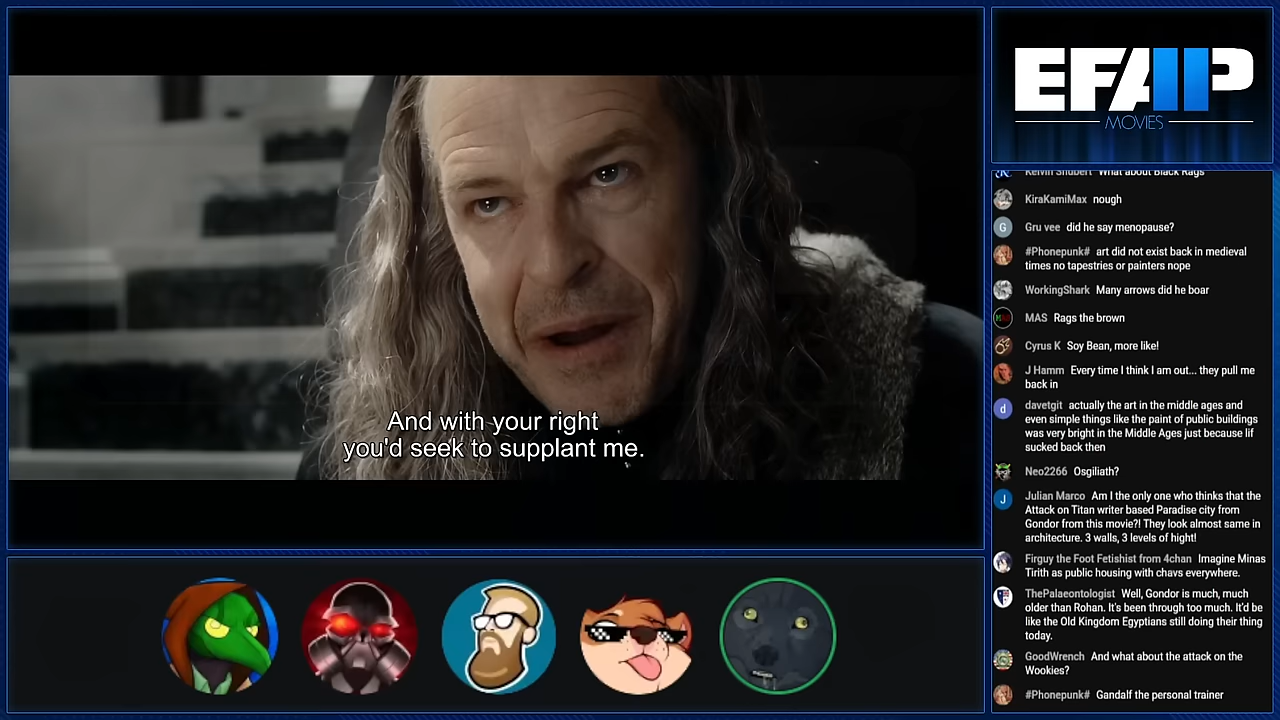 EFAP
MOVIES
And with your right
you'd seek to supplant me.
Kelvin Shubert What about Black Rags
KiraKamiMax nough
Gru vee did he say menopause?
#Phonepunk# art did not exist back in medieval
times no tapestries or painters nope
WorkingShark Many arrows did he boar
MAS Rags the brown
Cyrus K Soy Bean, more like!
J Hamm Every time I think I am out... they pull me
back in
davetgit actually the art in the middle ages and
even simple things like the paint of public buildings
was very bright in the Middle Ages just because lif
sucked back then
Neo2266 Osgiliath?
Julian Marco Am I the only one who thinks that the
Attack on Titan writer based Paradise city from
Gondor from this movie?! They look almost same in
architecture. 3 walls, 3 levels of hight!
Firguy the Foot Fetishist from 4chan Imagine Minas
Tirith as public housing with chavs everywhere.
ThePalaeontologist Well, Gondor is much, much
older than Rohan. It's been through too much. It'd be
like the Old Kingdom Egyptians still doing their thing
today.
GoodWrench And what about the attack on the
Wookies?
#Phonepunk# Gandalf the personal trainer